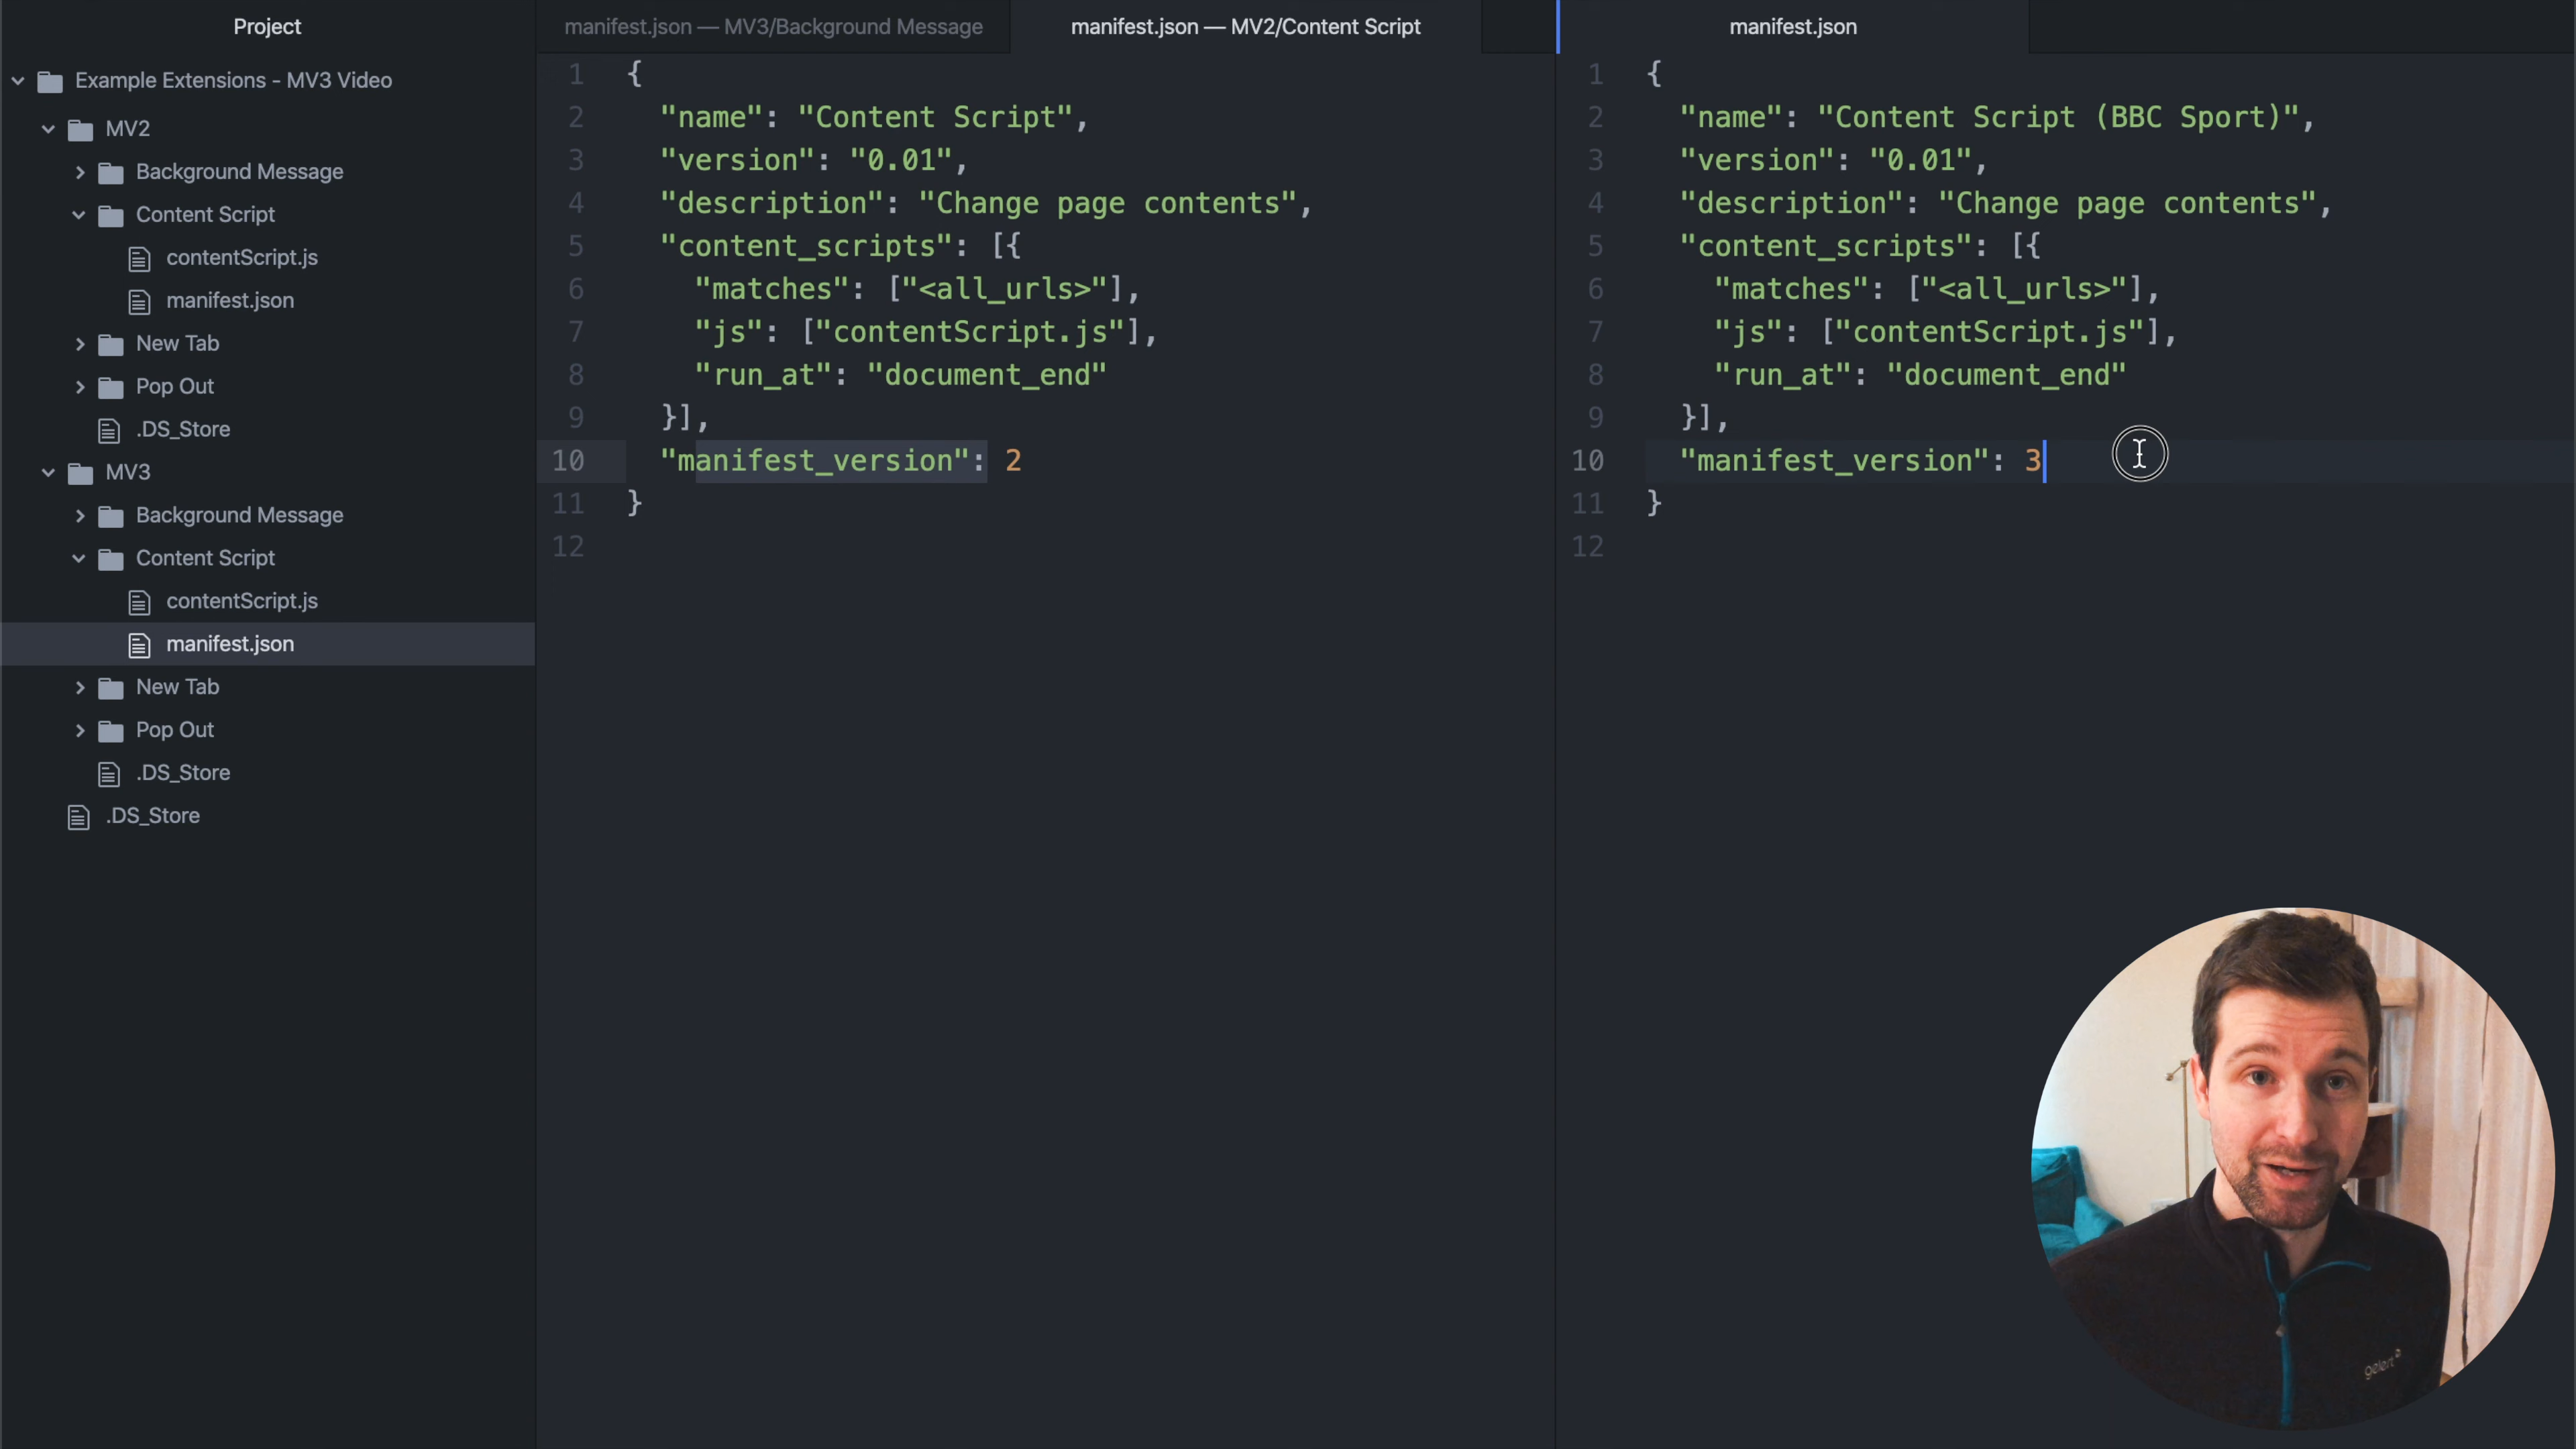 Project
Example Extensions - MV3 Video
MV2
Background Message
Content Script
contentScript.js
manifest.json
New Tab
Pop Out
.DS_Store
MV3
Background Message
Content Script
contentScript.js
manifest.json
New Tab
Pop Out
.DS_Store
.DS_Store
manifest.json — MV3/Background Message
manifest.json — MV2/Content Script
1 {
2 "name": "Content Script",
3 "version": "0.01",
4 "description": "Change page contents",
5 "content_scripts": [{
6 "matches": ["<all_urls>"],
7 "js": ["contentScript.js"],
8 "run_at": "document_end"
9 }],
10 "manifest_version": 2
11 }
12
manifest.json
1 {
2 "name": "Content Script (BBC Sport)",
3 "version": "0.01",
4 "description": "Change page contents",
5 "content_scripts": [{
6 "matches": ["<all_urls>"],
7 "js": ["contentScript.js"],
8 "run_at": "document_end"
9 }],
10 "manifest_version": 3
11 }
12
gelert